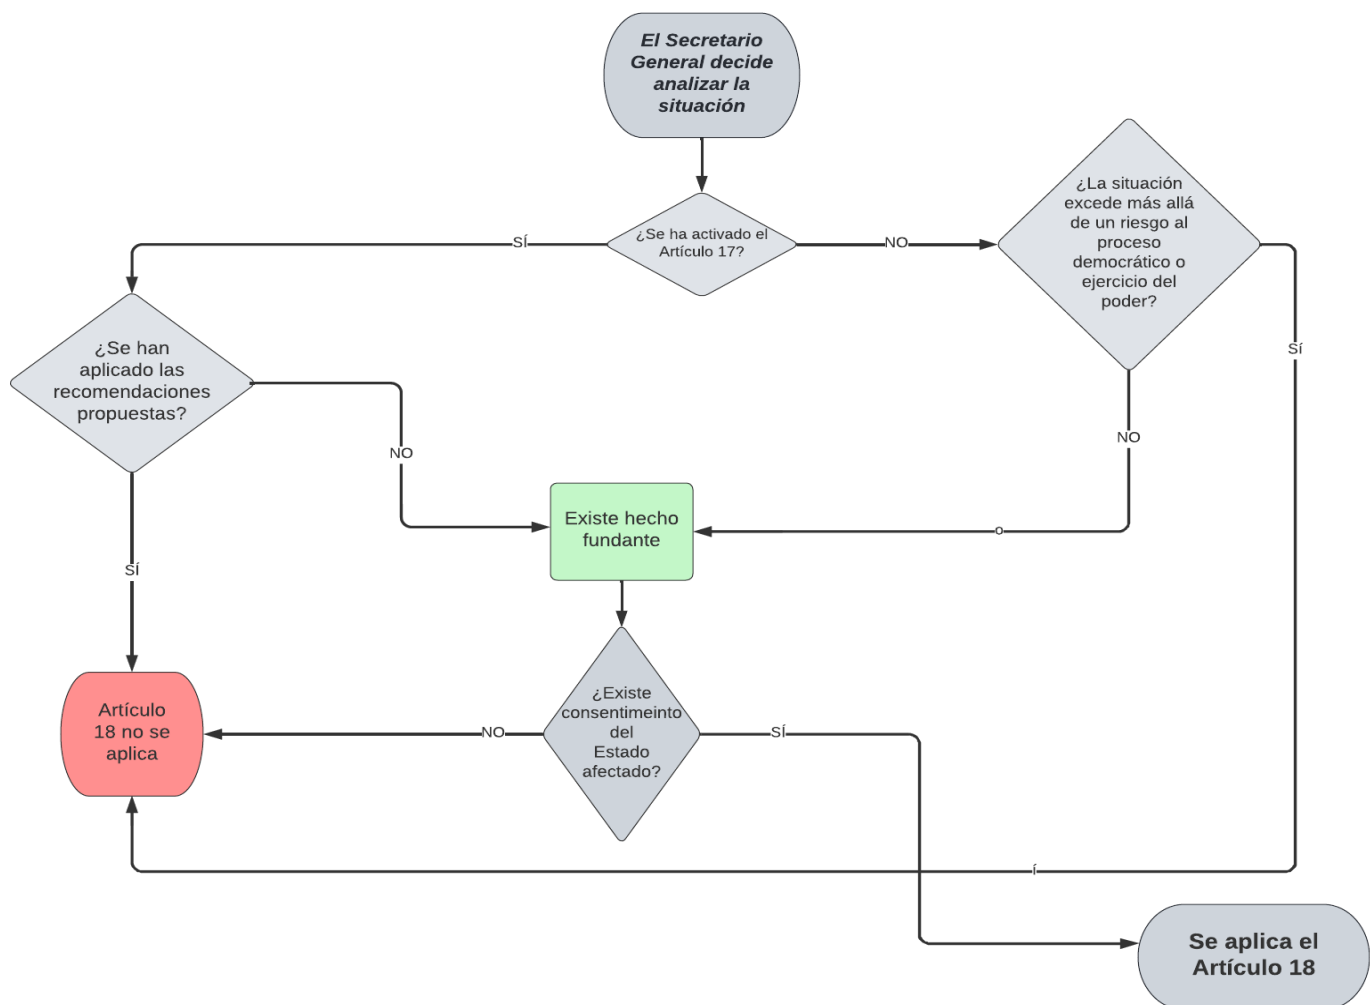 El Secretario
General decide
analizar la
situación
¿Se ha activado el
Artículo 17?
SÍ
NO
¿La situación
excede más allá
de un riesgo al
proceso
democrático o
ejercicio del
poder?
Sí
NO
¿Se han
aplicado las
recomendaciones
propuestas?
NO
SÍ
Existe hecho
fundante
o
¿Existe
consentimeinto
del
Estado
afectado?
NO
SÍ
Artículo
18 no se
aplica
í
Se aplica el
Artículo 18